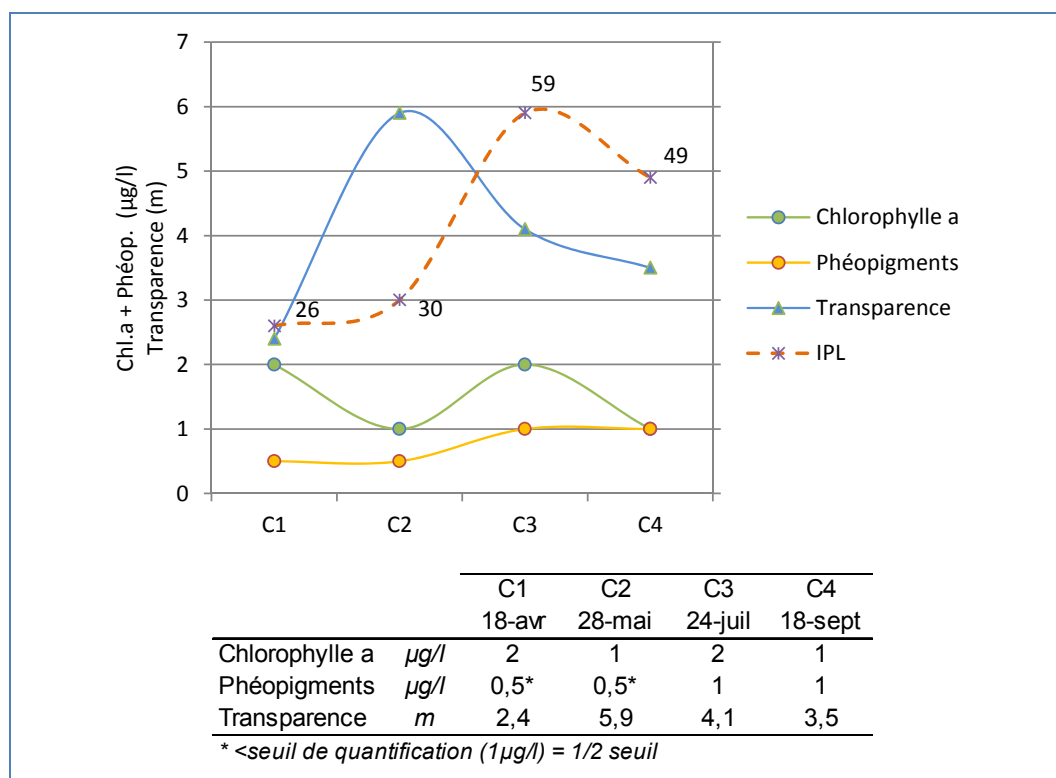 7
6
5
4
3
2
1
0
Chl.a + Phéop. (µg/l)
Transparence (m)
26
30
59
49
C1 C2 C3 C4
Chlorophylle a
Phéopigments
Transparence
IPL
C1 C2 C3 C4
18-avr 28-mai 24-juil 18-sept
Chlorophylle a µg/l 2 1 2 1
Phéopigments µg/l 0,5* 0,5* 1 1
Transparence m 2,4 5,9 4,1 3,5
* <seuil de quantification (1µg/l) = 1/2 seuil